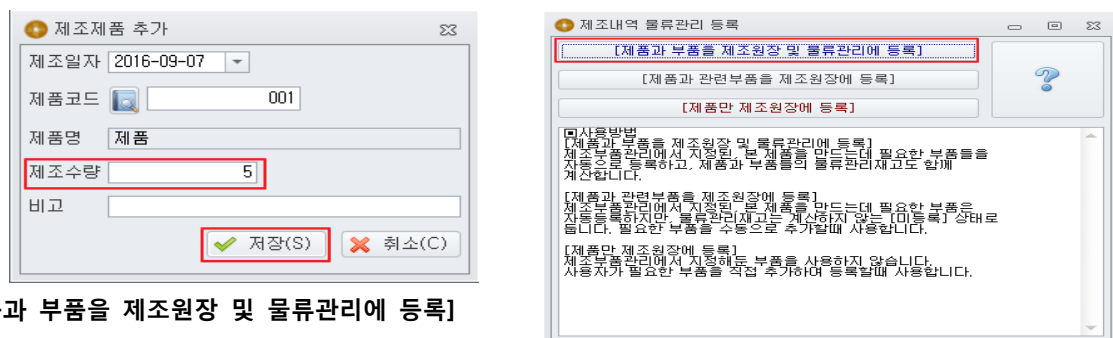 제조제품 추가
제조일자 2016-09-07
제품코드 001
제품명 제품
제조수량 5
비고
저장(S) 취소(C)
과 부품을 제조원장 및 물류관리에 등록]
제조내역 물류관리 등록
[제품과 부품을 제조원장 및 물류관리에 등록]
[제품과 관련부품을 제조원장에 등록]
[제품만 제조원장에 등록]
▣사용방법
[제품과 부품을 제조원장 및 물류관리에 등록]
제조부품관리에서 지정된, 본 제품을 만드는데 필요한 부품들을
자동으로 등록하고, 제품과 부품들의 물류관리재고도 함께
계산합니다.
[제품과 관련부품을 제조원장에 등록]
제조부품관리에서 지정된, 본 제품을 만드는데 필요한 부품은
자동등록하지만, 물류관리재고는 계산하지 않는 [미등록] 상태로
둡니다. 필요한 부품을 수동으로 추가할때 사용합니다.
[제품만 제조원장에 등록]
제조부품관리에서 지정해둔 부품을 사용하지 않습니다.
사용자가 필요한 부품을 직접 추가하여 등록할때 사용합니다.